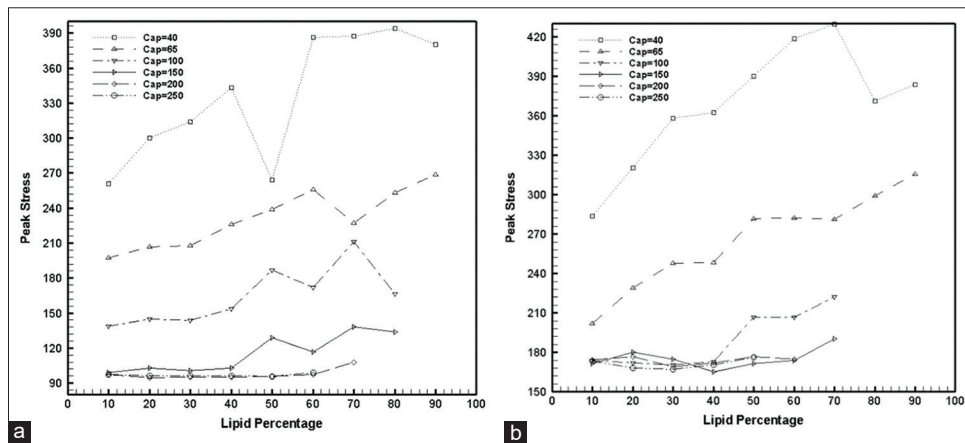 390
360
330
300
270
240
210
180
150
120
90
Peak Stress
Cap=40
Cap=65
Cap=100
Cap=150
Cap=200
Cap=250
0 10 20 30 40 50 60 70 80 90 100
Lipid Percentage
a
420
390
360
330
300
270
240
210
180
150
Peak Stress
Cap=40
Cap=65
Cap=100
Cap=150
Cap=200
Cap=250
0 10 20 30 40 50 60 70 80 90 100
Lipid Percentage
b